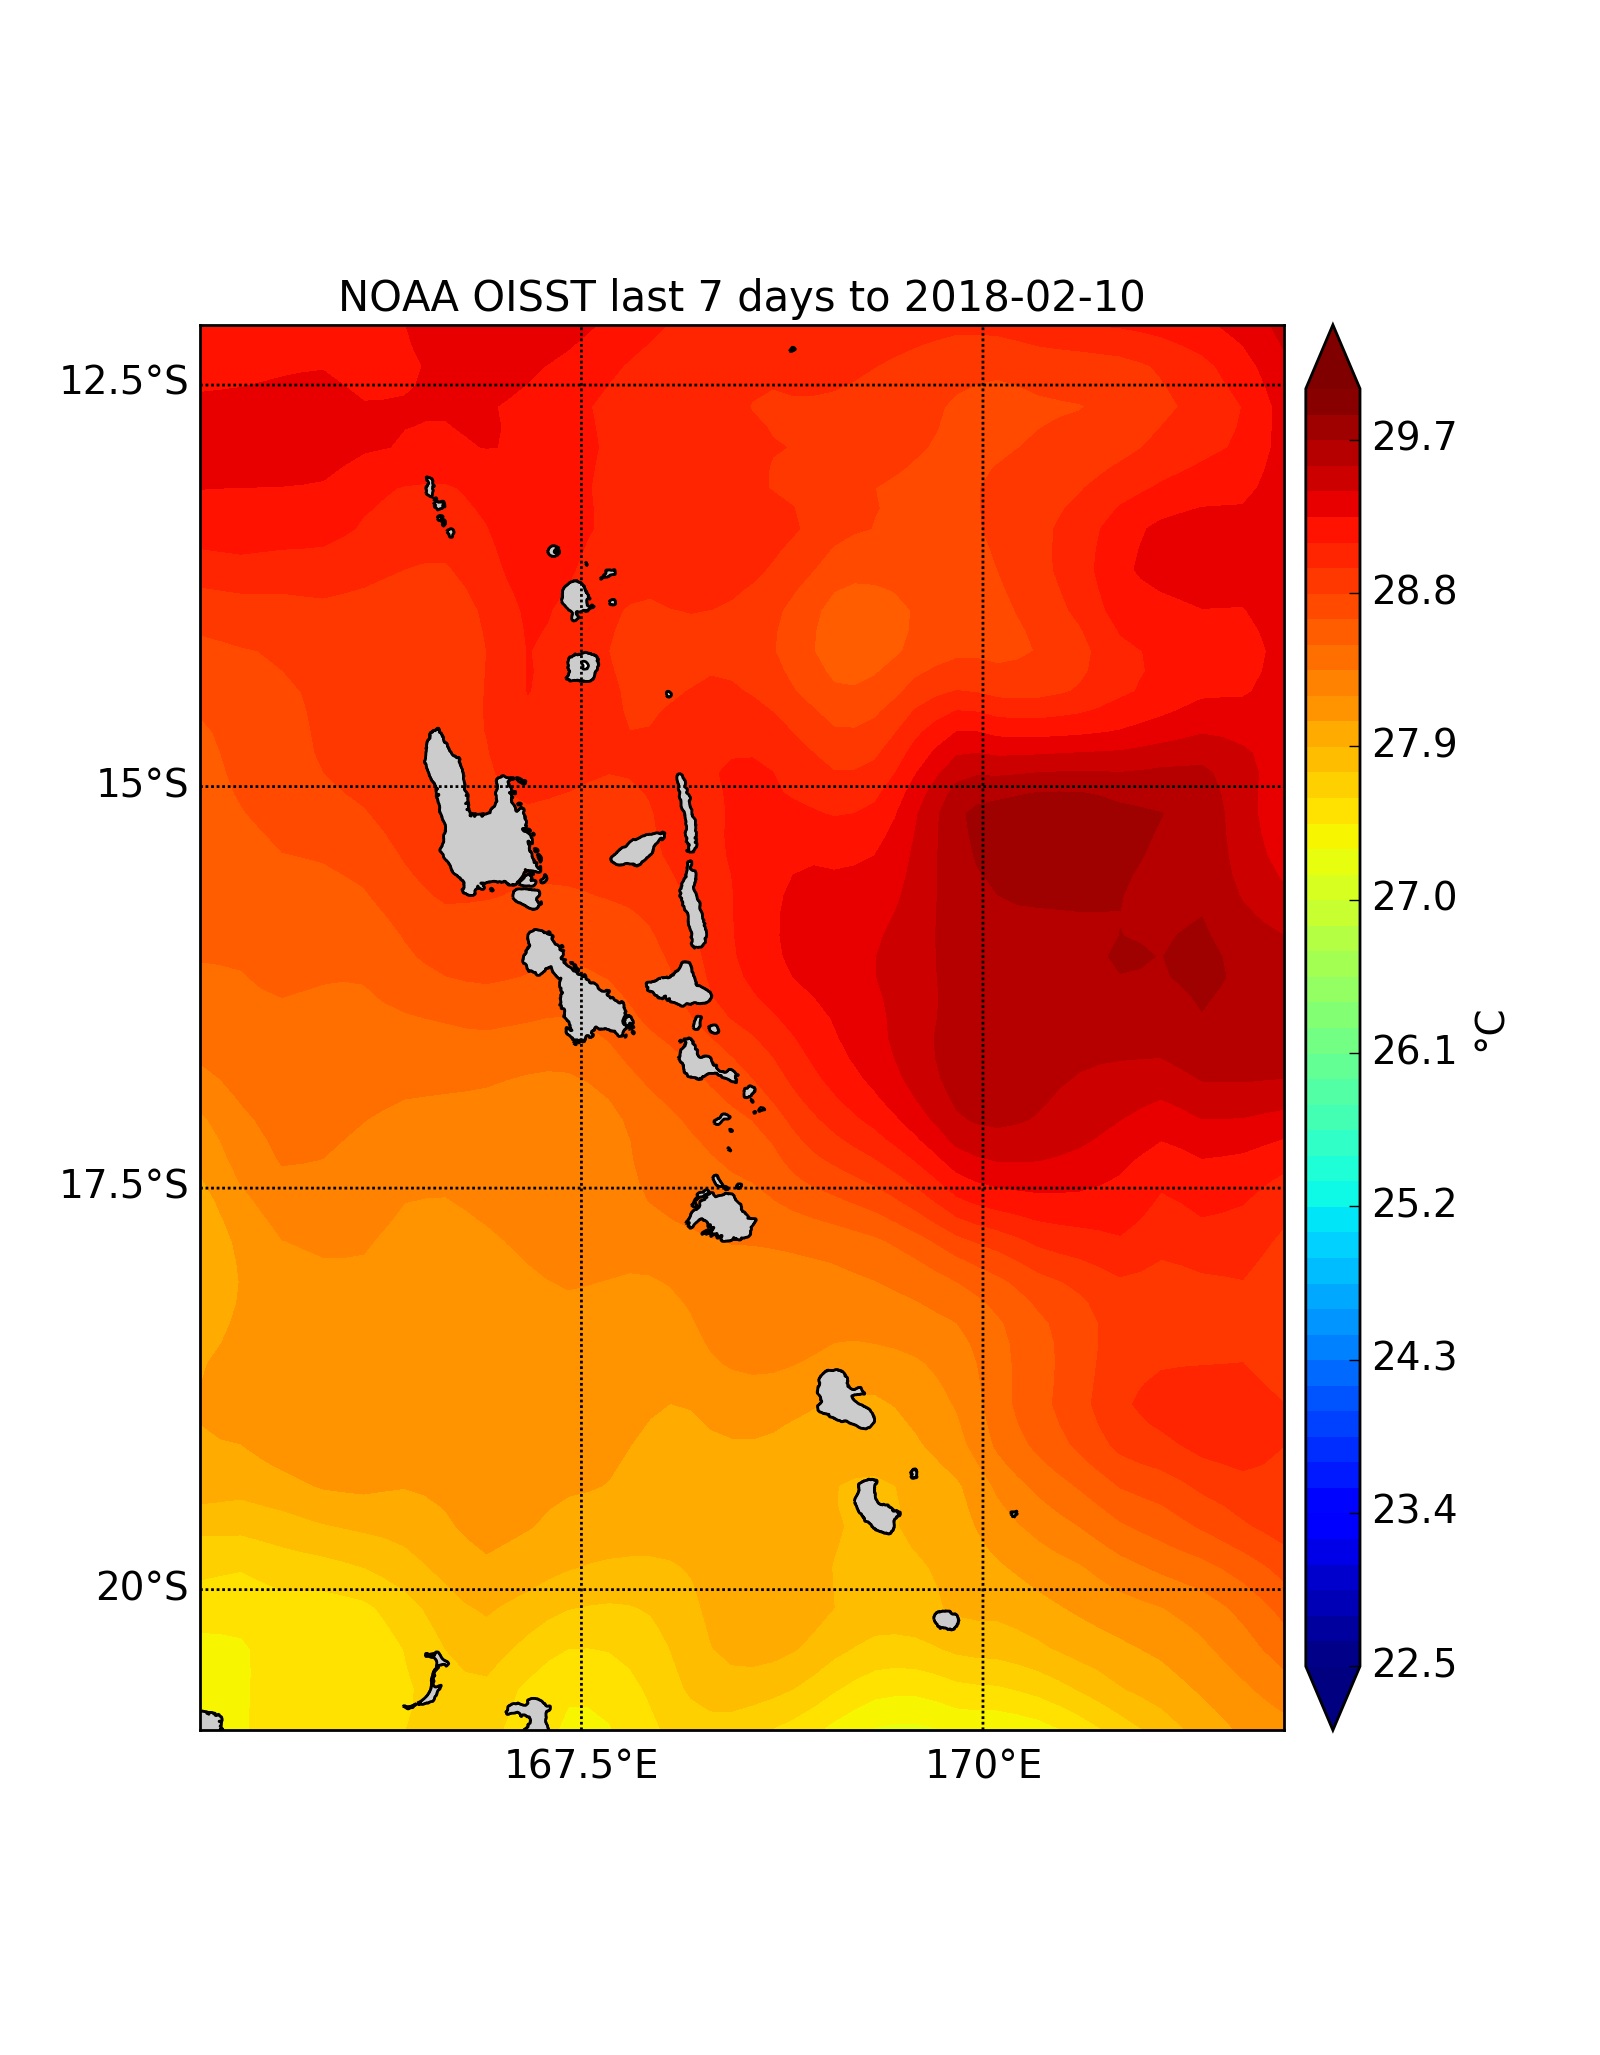 NOAA OISST last 7 days to 2018-02-10
12.5°S
15°S
17.5°S
20°S
167.5°E
170°E
29.7
28.8
27.9
27.0
26.1
25.2
24.3
23.4
22.5
°C